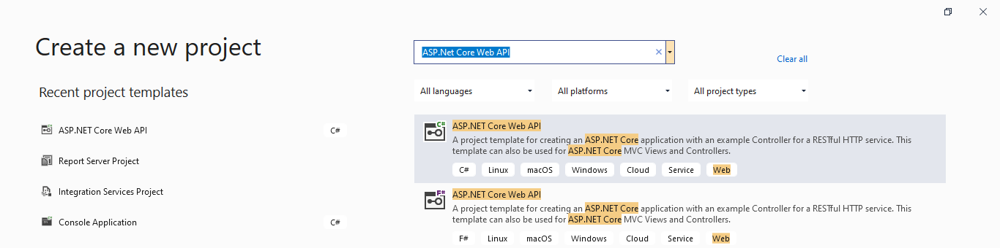 Create a new project
Recent project templates
ASP.NET Core Web API C#
Report Server Project
Integration Services Project
Console Application C#
ASP.Net Core Web API
Clear all
All languages All platforms All project types
C#
ASP.NET Core Web API
A project template for creating an ASP.NET Core application with an example Controller for a RESTful HTTP service. This
template can also be used for ASP.NET Core MVC Views and Controllers.
C# Linux macOS Windows Cloud Service Web
F#
ASP.NET Core Web API
A project template for creating an ASP.NET Core application with an example Controller for a RESTful HTTP service. This
template can also be used for ASP.NET Core MVC Views and Controllers.
F# Linux macOS Windows Cloud Service Web